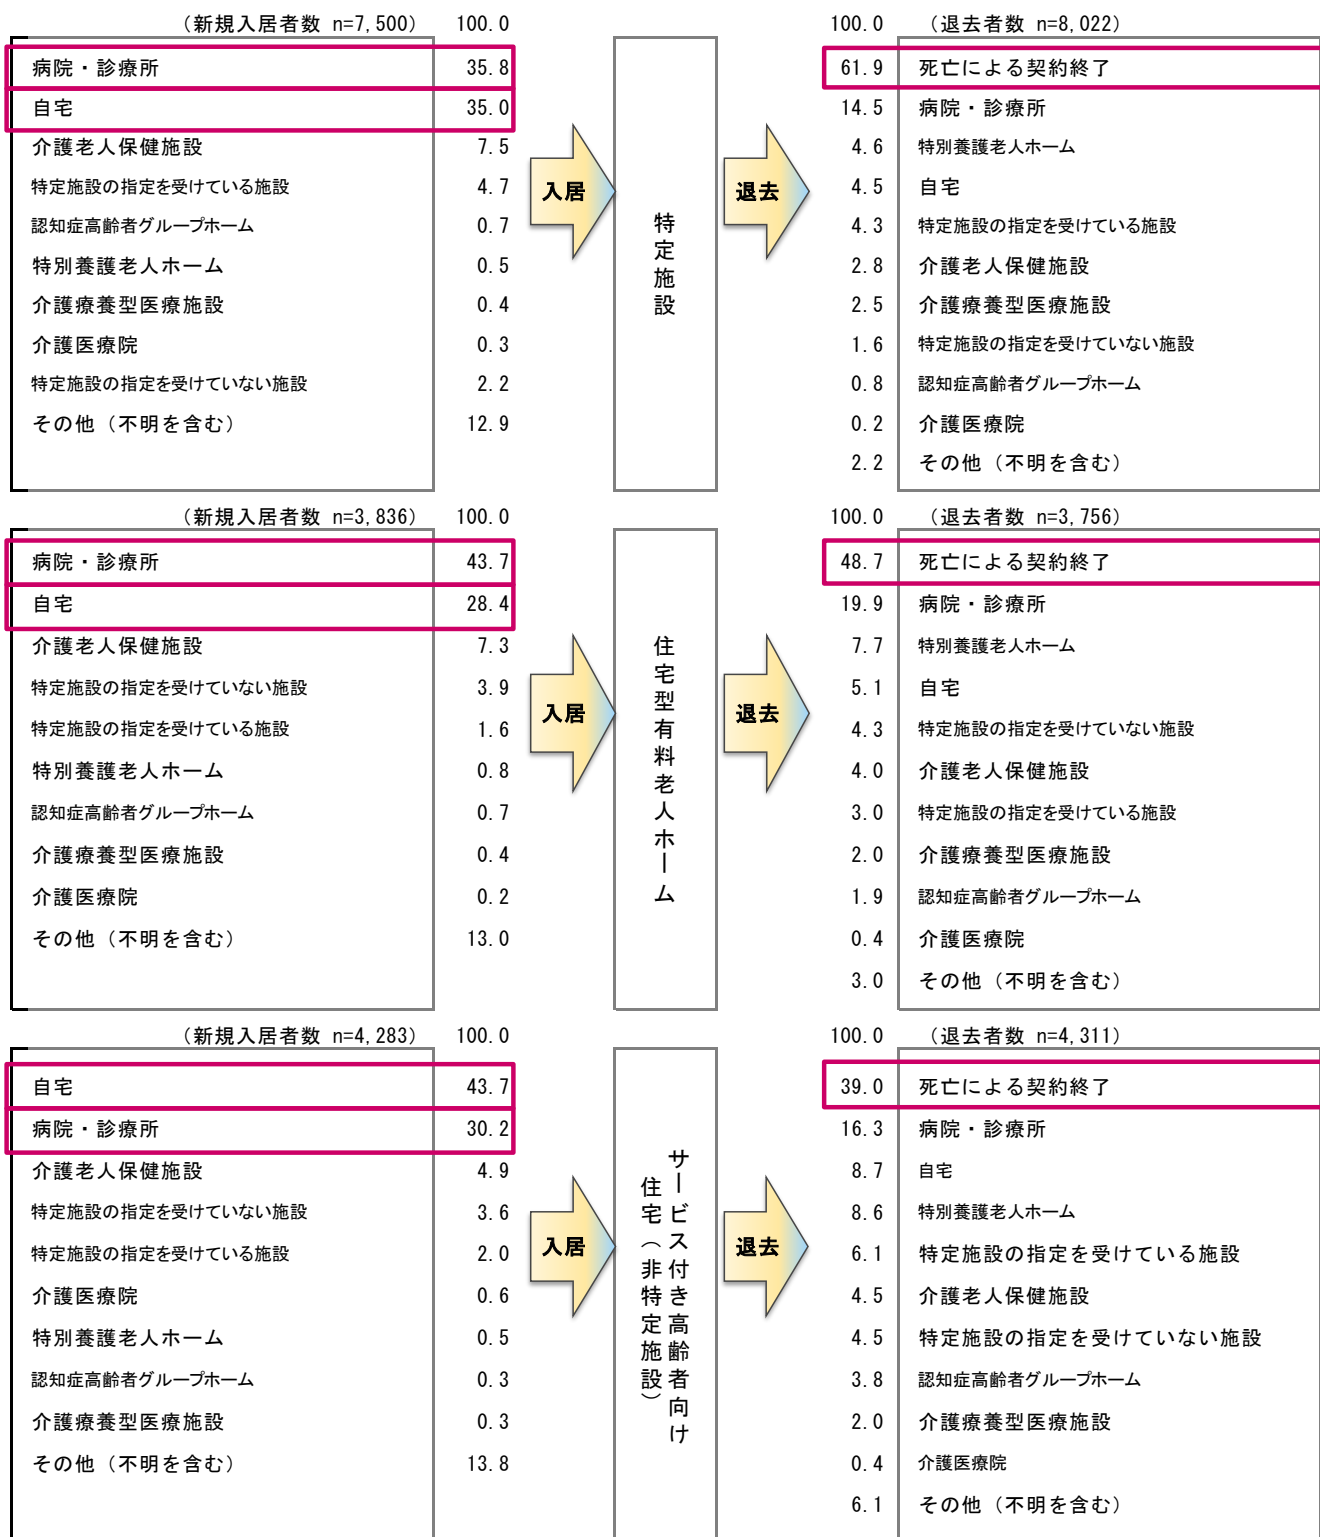 （新規入居者数 n=7,500） 100.0
病院・診療所 35.8
自宅 35.0
介護老人保健施設 7.5
特定施設の指定を受けている施設 4.7
認知症高齢者グループホーム 0.7
特別養護老人ホーム 0.5
介護療養型医療施設 0.4
介護医療院 0.3
特定施設の指定を受けていない施設 2.2
その他（不明を含む） 12.9
入居
特定施設
退去
100.0 （退去者数 n=8,022）
61.9 死亡による契約終了
14.5 病院・診療所
4.6 特別養護老人ホーム
4.5 自宅
4.3 特定施設の指定を受けている施設
2.8 介護老人保健施設
2.5 介護療養型医療施設
1.6 特定施設の指定を受けていない施設
0.8 認知症高齢者グループホーム
0.2 介護医療院
2.2 その他（不明を含む）
（新規入居者数 n=3,836） 100.0
病院・診療所 43.7
自宅 28.4
介護老人保健施設 7.3
特定施設の指定を受けていない施設 3.9
特定施設の指定を受けている施設 1.6
特別養護老人ホーム 0.8
認知症高齢者グループホーム 0.7
介護療養型医療施設 0.4
介護医療院 0.2
その他（不明を含む） 13.0
入居
住宅型有料老人ホーム
退去
100.0 （退去者数 n=3,756）
48.7 死亡による契約終了
19.9 病院・診療所
7.7 特別養護老人ホーム
5.1 自宅
4.3 特定施設の指定を受けていない施設
4.0 介護老人保健施設
3.0 特定施設の指定を受けている施設
2.0 介護療養型医療施設
1.9 認知症高齢者グループホーム
0.4 介護医療院
3.0 その他（不明を含む）
（新規入居者数 n=4,283） 100.0
自宅 43.7
病院・診療所 30.2
介護老人保健施設 4.9
特定施設の指定を受けていない施設 3.6
特定施設の指定を受けている施設 2.0
介護医療院 0.6
特別養護老人ホーム 0.5
認知症高齢者グループホーム 0.3
介護療養型医療施設 0.3
その他（不明を含む） 13.8
入居
サービス付き高齢者向け
住宅（非特定施設）
退去
100.0 （退去者数 n=4,311）
39.0 死亡による契約終了
16.3 病院・診療所
8.7 自宅
8.6 特別養護老人ホーム
6.1 特定施設の指定を受けている施設
4.5 介護老人保健施設
4.5 特定施設の指定を受けていない施設
3.8 認知症高齢者グループホーム
2.0 介護療養型医療施設
0.4 介護医療院
6.1 その他（不明を含む）